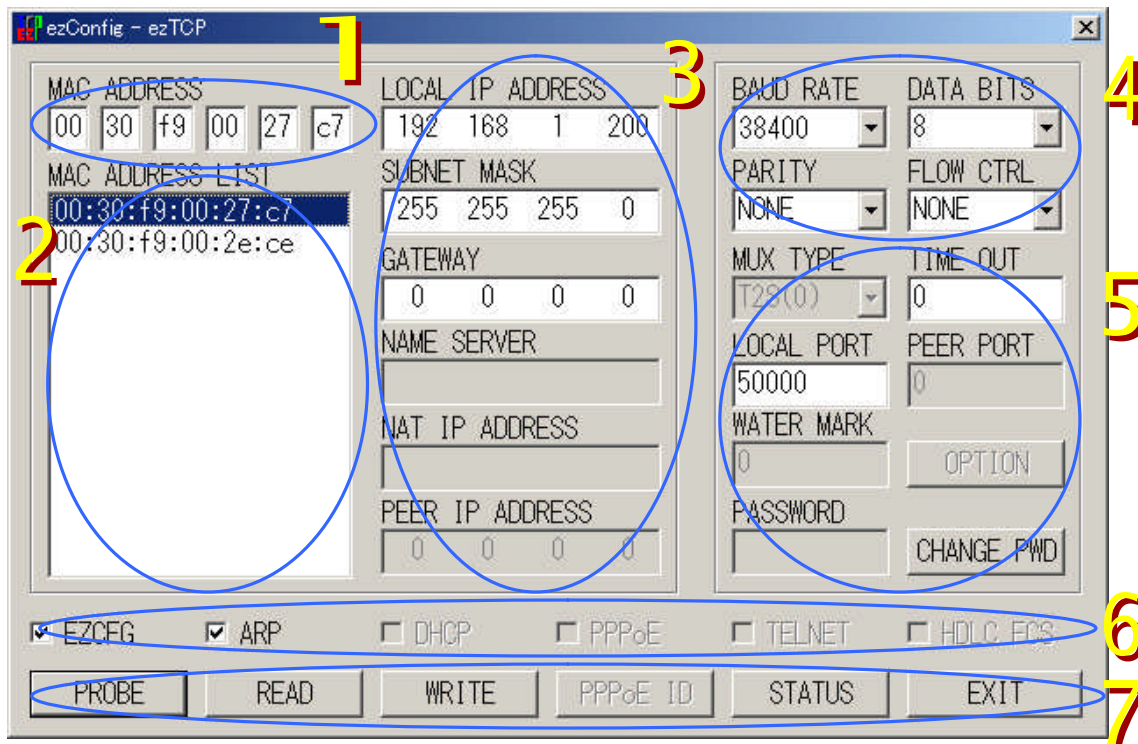 ezConfig - ezTCP
1
MAC ADDRESS
00 30 f9 00 27 c7
2
MAC ADDRESS LIST
00:30:f9:00:27:c7
00:30:f9:00:2e:ce
3
LOCAL IP ADDRESS
192 168 1 200
SUBNET MASK
255 255 255 0
GATEWAY
0 0 0 0
NAME SERVER
NAT IP ADDRESS
PEER IP ADDRESS
0 0 0 0
4
BAUD RATE DATA BITS
38400 8
PARITY FLOW CTRL
NONE NONE
5
MUX TYPE TIME OUT
T2S(0) 0
LOCAL PORT PEER PORT
50000 0
WATER MARK
0 OPTION
PASSWORD
CHANGE PWD
6
EZCFG ARP DHCP PPPoE TELNET HDLC FCS
7
PROBE READ WRITE PPPoE ID STATUS EXIT